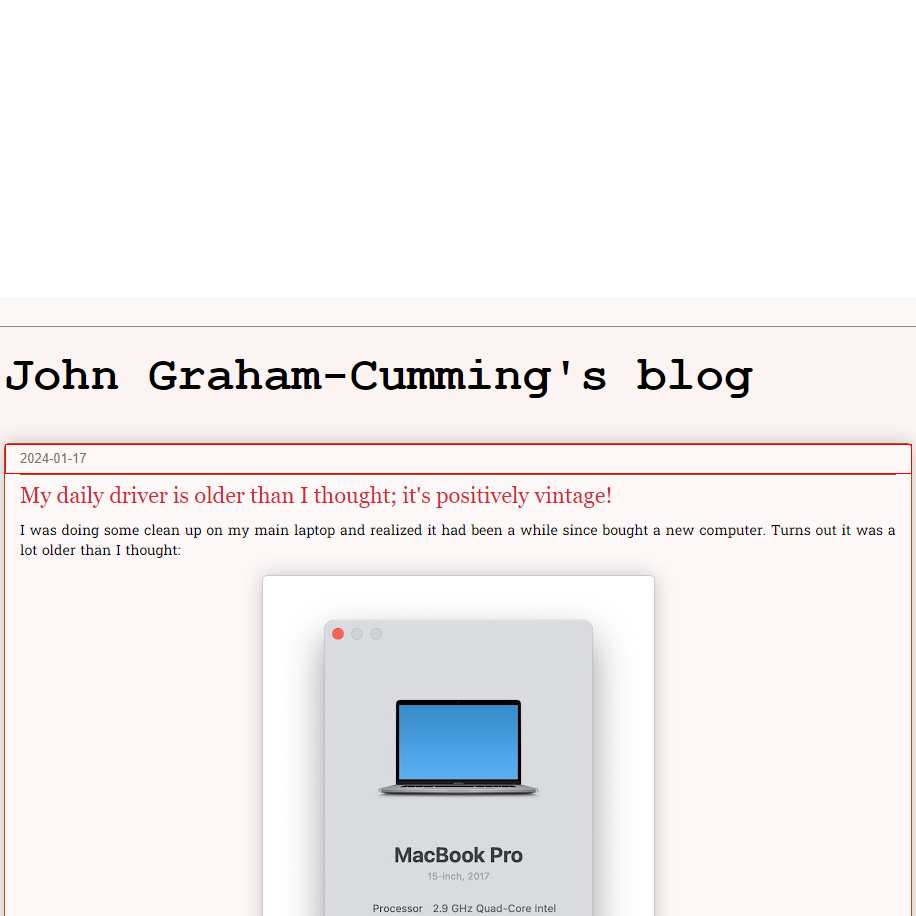 John Graham-Cumming's blog
2024-01-17
My daily driver is older than I thought; it's positively vintage!
I was doing some clean up on my main laptop and realized it had been a while since bought a new computer. Turns out it was a
lot older than I thought:
MacBook Pro
15-inch, 2017
Processor 2.9 GHz Quad-Core Intel